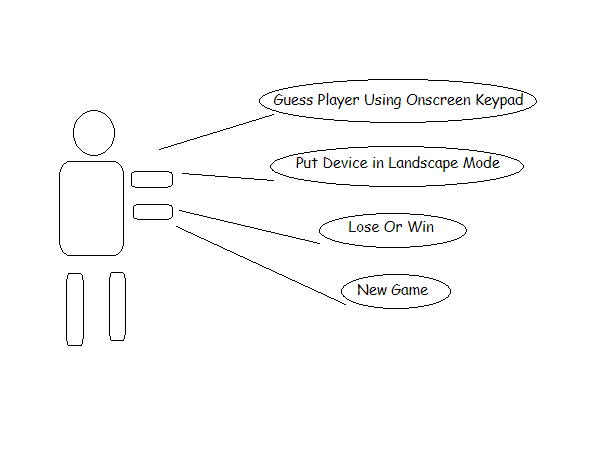 Guess Player Using Onscreen Keypad
Put Device in Landscape Mode
Lose Or Win
New Game